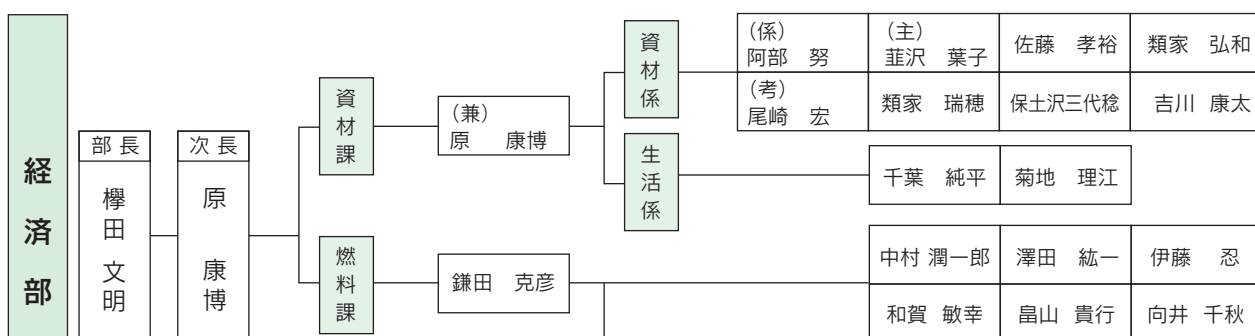 経済部
部長
欅田文明
次長
原 康博
資材課
(兼)
原 康博
資材係
(係)
阿部 努
(主)
韮沢 葉子
佐藤 孝裕
類家 弘和
(考)
尾崎 宏
類家 瑞穂
保土沢三代稔
吉川 康太
生活係
千葉 純平
菊地 理江
燃料課
鎌田 克彦
中村 潤一郎
澤田 紘一
伊藤 忍
和賀 敏幸
畠山 貴行
向井 千秋